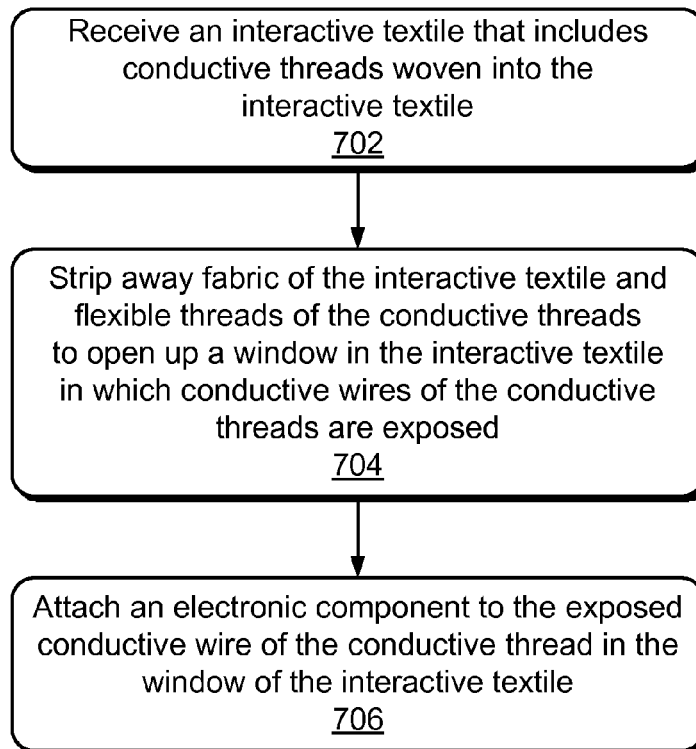 Receive an interactive textile that includes
conductive threads woven into the
interactive textile
702
Strip away fabric of the interactive textile and
flexible threads of the conductive threads
to open up a window in the interactive textile
in which conductive wires of the conductive
threads are exposed
704
Attach an electronic component to the exposed
conductive wire of the conductive thread in the
window of the interactive textile
706